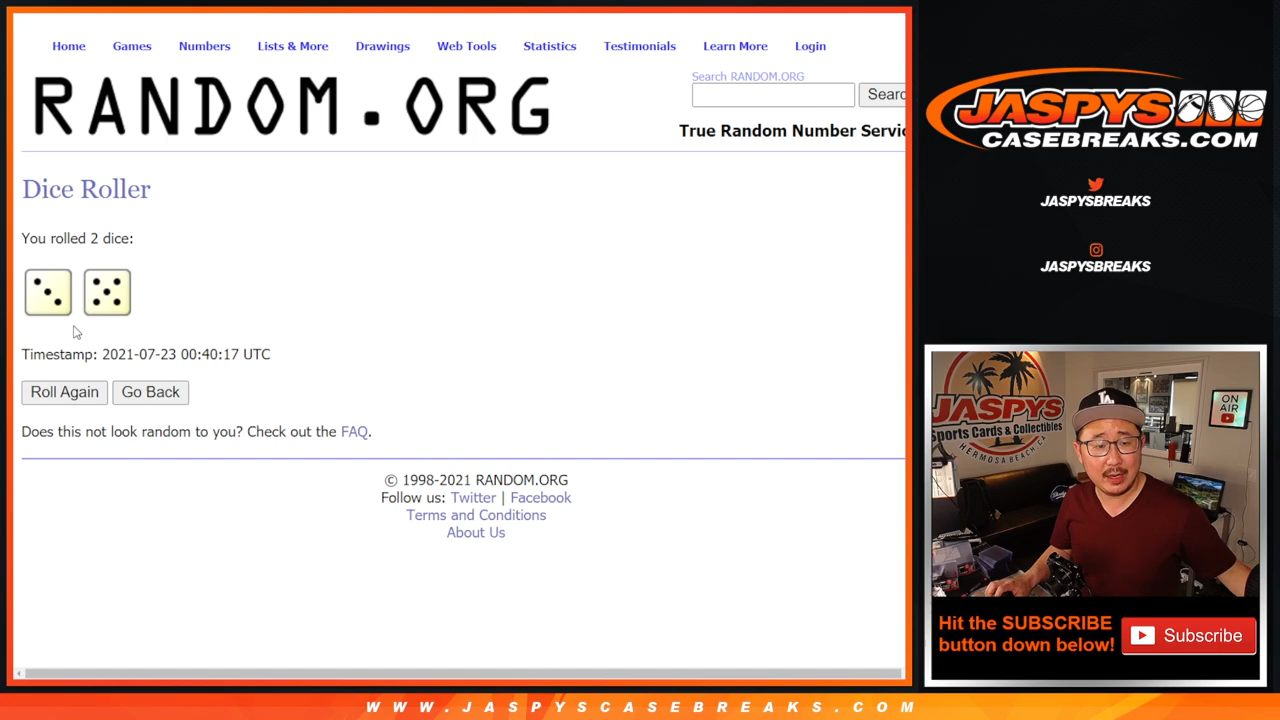 Home Games Numbers Lists & More Drawings Web Tools Statistics Testimonials Learn More Login
RANDOM.ORG
Search RANDOM.ORG
Searc
True Random Number Servic
Dice Roller
You rolled 2 dice:
Timestamp: 2021-07-23 00:40:17 UTC
Roll Again Go Back
Does this not look random to you? Check out the FAQ.
© 1998-2021 RANDOM.ORG
Follow us: Twitter | Facebook
Terms and Conditions
About Us
JASPYS
CASEBREAKS.COM
JASPYSBREAKS
JASPYSBREAKS
JASPYS
Sports Cards & Collectibles
HERMOSA BEACH CA
LA
ON
AIR
Hit the SUBSCRIBE
button down below!
Subscribe
WWW.JASPYSCASEBREAKS.COM